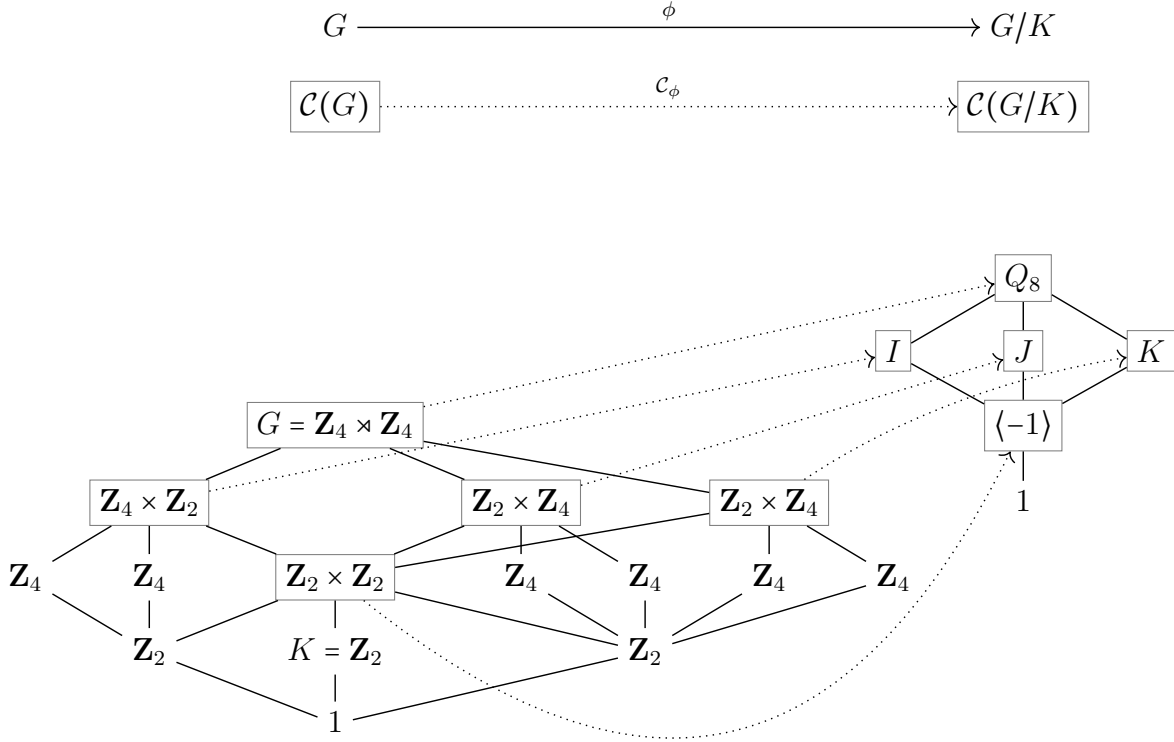 G ϕ G/K
𝒞(G) 𝒞_ϕ 𝒞(G/K)
Q₈
I J K
G = Z₄ ⋊ Z₄ ⟨−1⟩
Z₄ × Z₂ Z₂ × Z₄ Z₂ × Z₄ 1
Z₄ Z₄ Z₂ × Z₂ Z₄ Z₄ Z₄ Z₄
Z₂ K = Z₂ Z₂
1